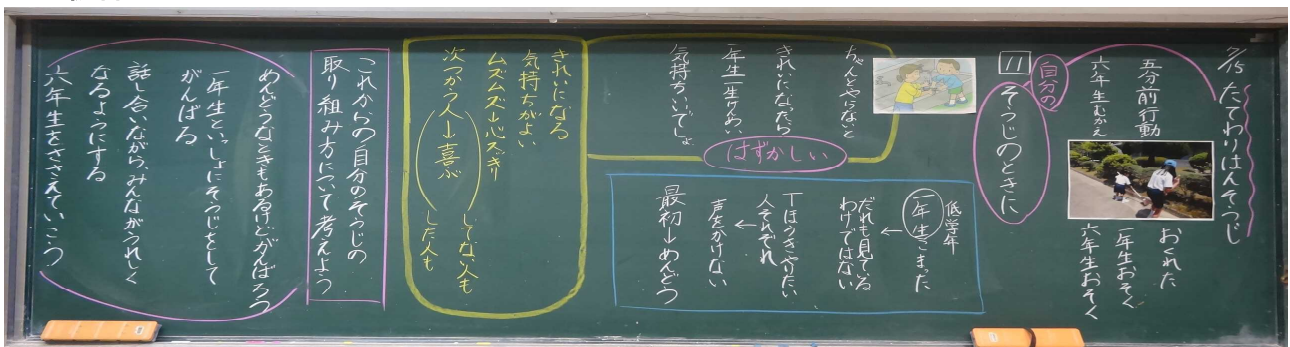 7/15 たてわりはんそうじ
五分前行動
六年生むかえ
おくれた
一年生おそく
六年生おそく
自分の
11 そうじのときに
ちゃんとやらないと
きれいになったら
一年生一生けんめい
気持ちいいでしょ
はずかしい
低学年
一年生こまった
だれも見てる
わけではない
↓
Tほうきやりたい
人それぞれ
↓
声をかけない
最初→めんどう
きれいになる
気持ちがよい
ムズムズ→心スッキリ
次つかう人→喜ぶ
してない人も
した人も
これからの自分のそうじの
取り組み方について考えよう
めんどうなときもあるけどがんばろう
一年生といっしょにそうじをして
がんばる
話し合いながら、みんながうれしく
なるようにする
六年生をささえていこう